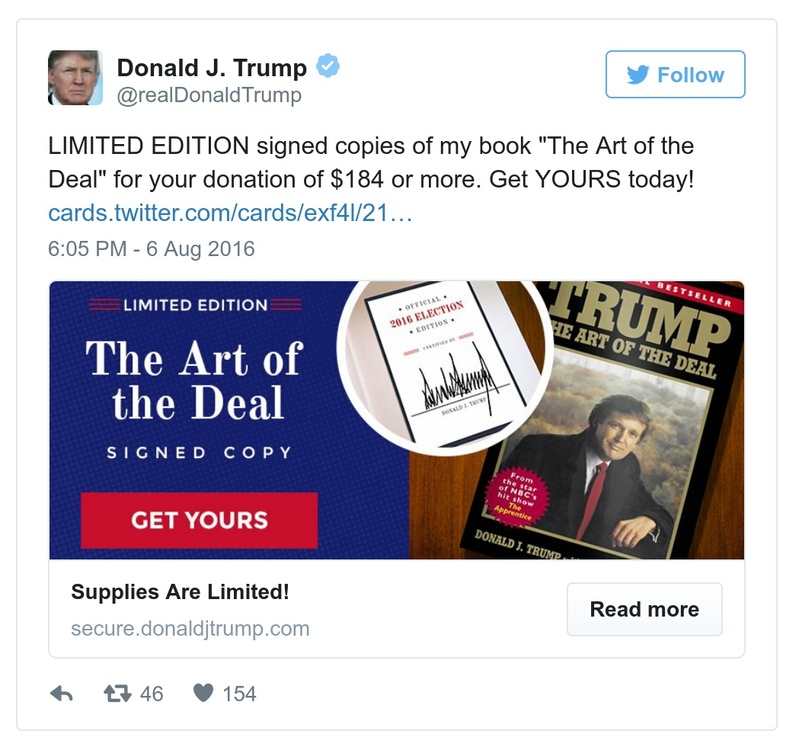 Donald J. Trump
@realDonaldTrump
Follow
LIMITED EDITION signed copies of my book "The Art of the
Deal" for your donation of $184 or more. Get YOURS today!
cards.twitter.com/cards/exf4l/21…
6:05 PM - 6 Aug 2016
LIMITED EDITION
The Art of
the Deal
SIGNED COPY
GET YOURS
• OFFICIAL •
2016 ELECTION
• EDITION •
CERTIFIED BY
DONALD J. TRUMP
BESTSELLER
TRUMP
THE ART OF THE DEAL
From
the star
of NBC's
hit show
The
Apprentice
DONALD J. TRUMP
Supplies Are Limited!
secure.donaldjtrump.com
Read more
46
154